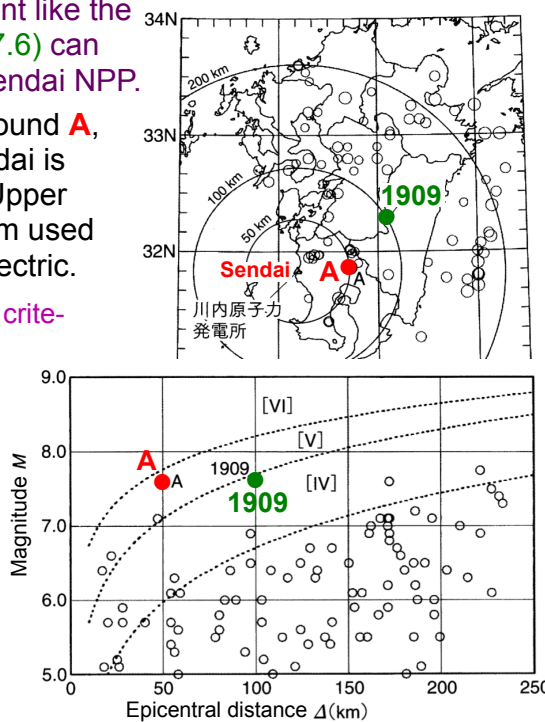 nt like the
7.6) can
endai NPP.
ound A,
dai is
Upper
m used
ectric.
crite-
34N
33N
32N
200 km
100 km
50 km
1909
Sendai
A
A
川内原子力
発電所
9.0
8.0
7.0
6.0
5.0
Magnitude M
[VI]
[V]
[IV]
A
A
1909
1909
0
50
100
150
200
250
Epicentral distance Δ(km)